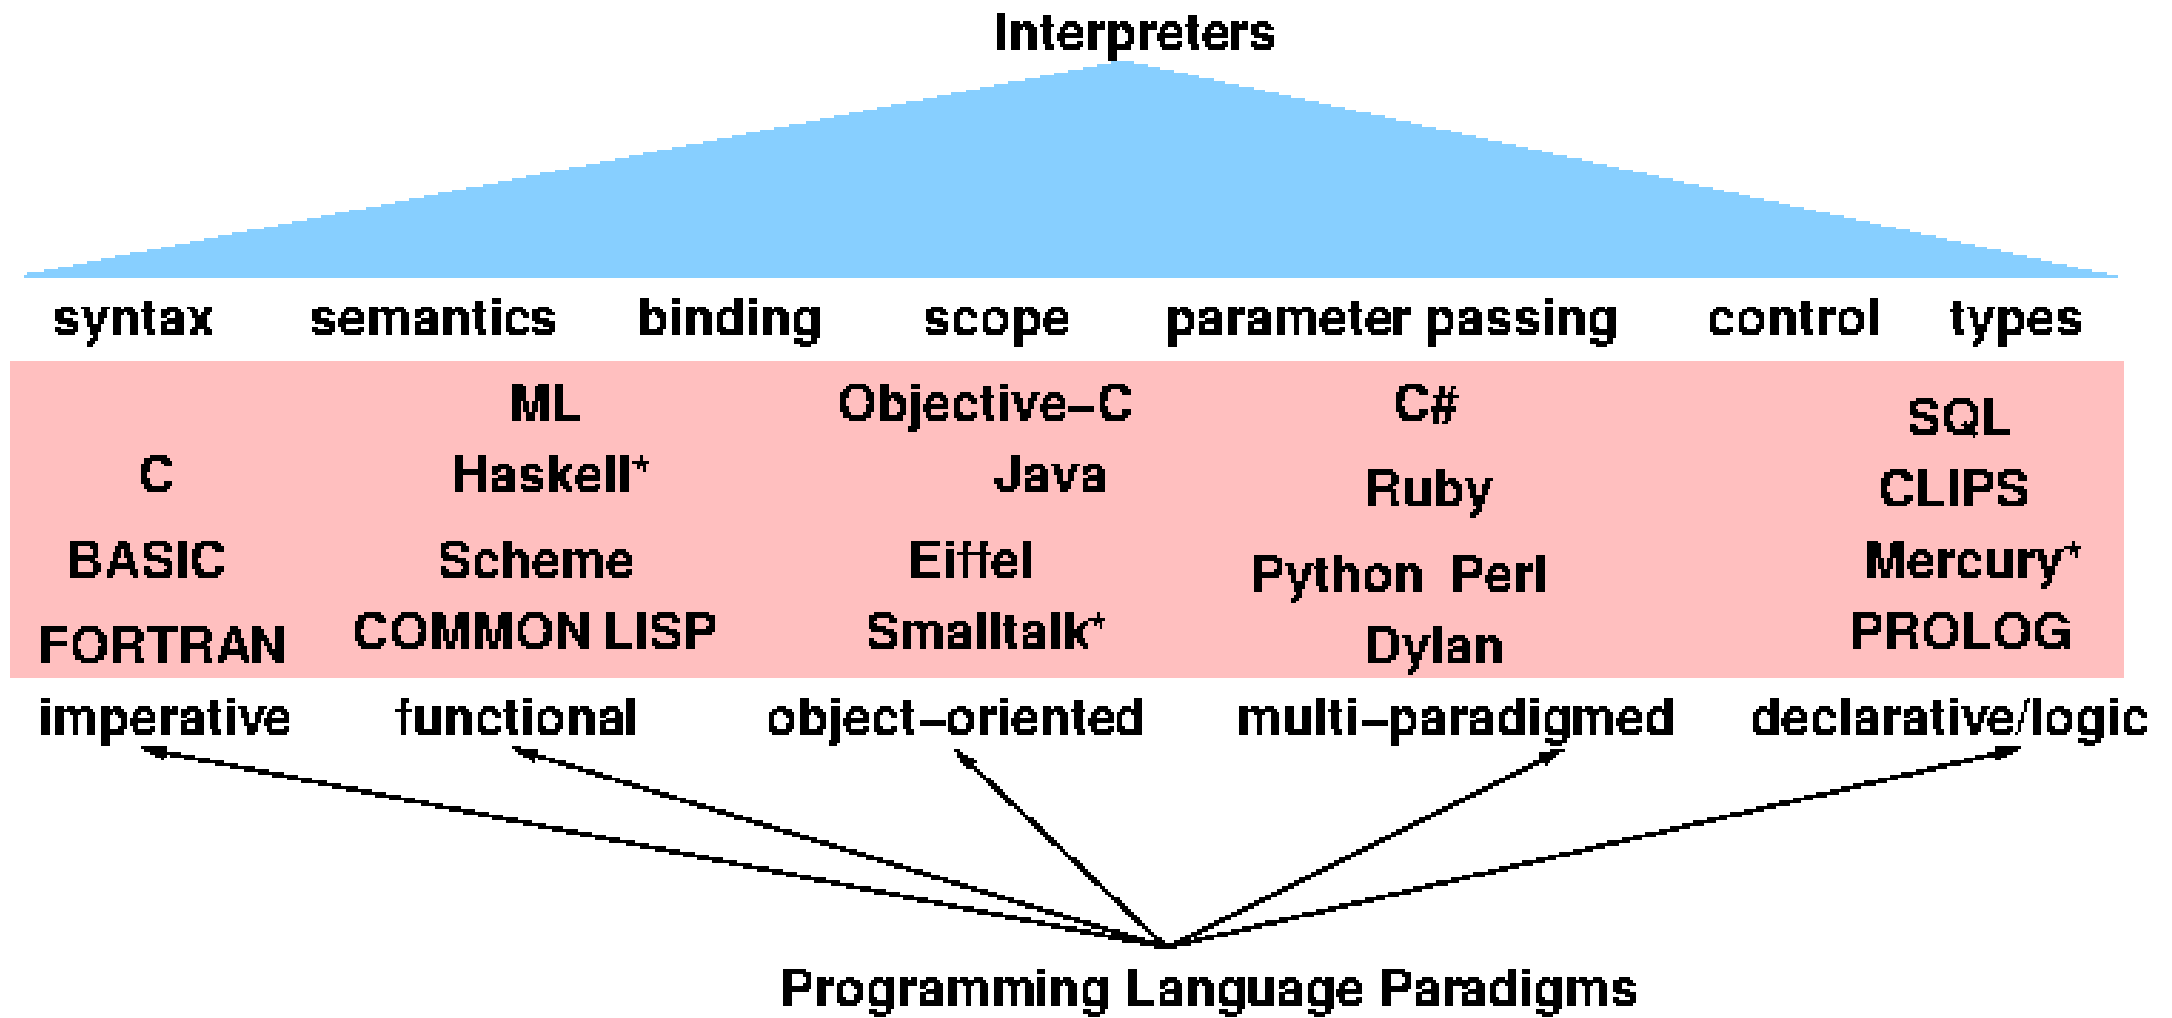 Interpreters
syntax semantics binding scope parameter passing control types
ML Objective-C C# SQL
C Haskell* Java Ruby CLIPS
BASIC Scheme Eiffel Python Perl Mercury*
FORTRAN COMMON LISP Smalltalk* Dylan PROLOG
imperative functional object-oriented multi-paradigmed declarative/logic
Programming Language Paradigms